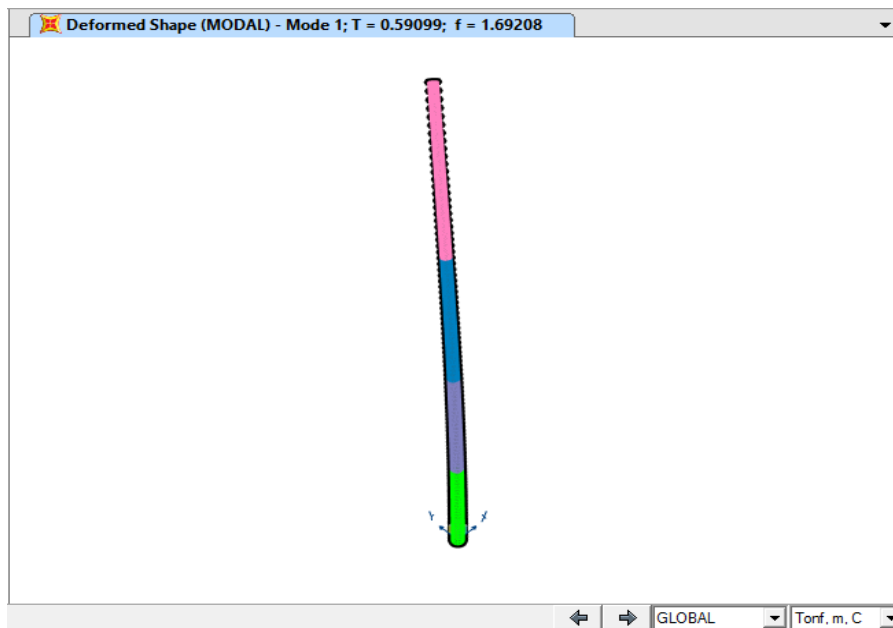 Deformed Shape (MODAL) - Mode 1; T = 0.59099; f = 1.69208
Y X
GLOBAL Tonf, m, C